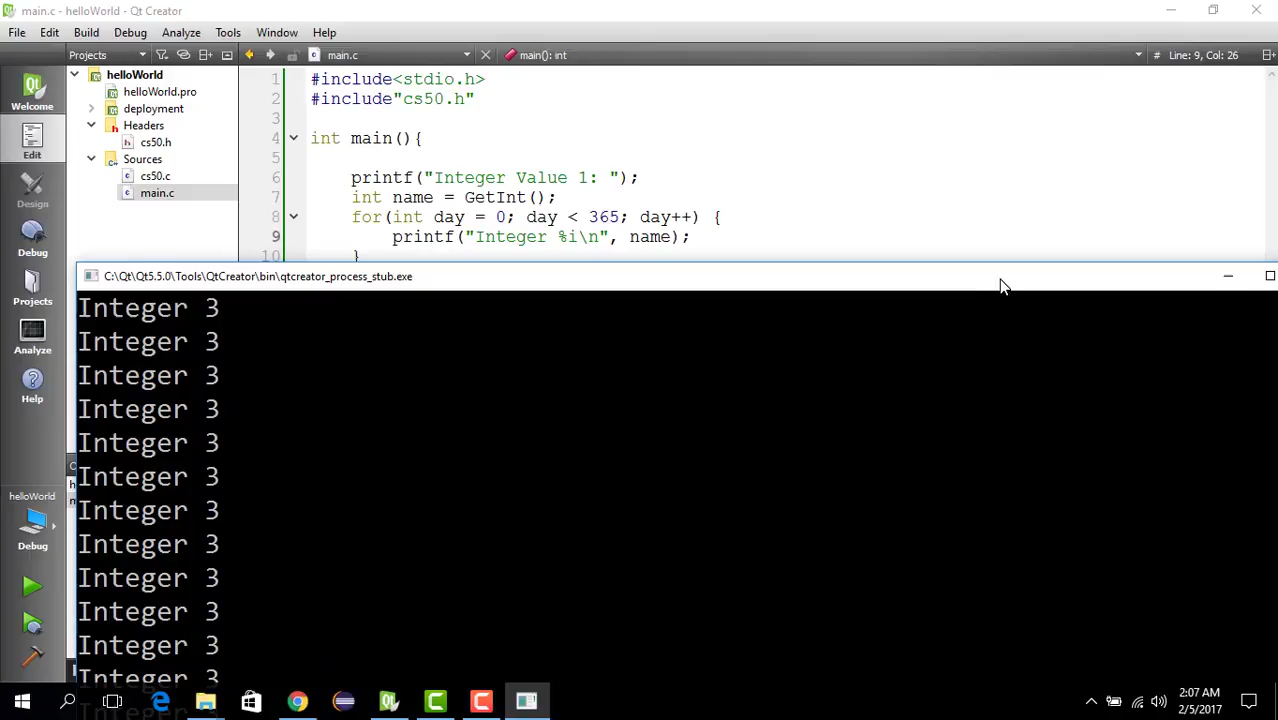 main.c - helloWorld - Qt Creator
File Edit Build Debug Analyze Tools Window Help
Projects main.c main(): int # Line: 9, Col: 26
Welcome
Edit
Design
Debug
Projects
Analyze
Help
helloWorld
Debug
helloWorld
helloWorld.pro
deployment
Headers
cs50.h
Sources
cs50.c
main.c
1 #include<stdio.h>
2 #include"cs50.h"
3
4 int main(){
5
6 printf("Integer Value 1: ");
7 int name = GetInt();
8 for(int day = 0; day < 365; day++) {
9 printf("Integer %i\n", name);
10 }
C:\Qt\Qt5.5.0\Tools\QtCreator\bin\qtcreator_process_stub.exe
Integer 3
Integer 3
Integer 3
Integer 3
Integer 3
Integer 3
Integer 3
Integer 3
Integer 3
Integer 3
Integer 3
Integer 3
2:07 AM
2/5/2017